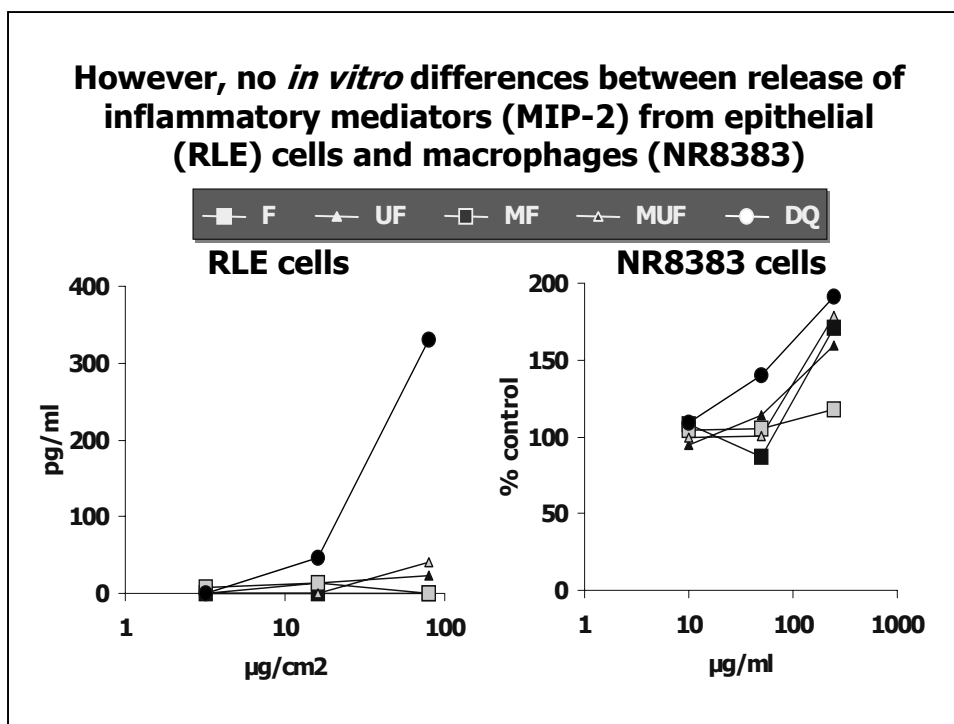 However, no in vitro differences between release of
inflammatory mediators (MIP-2) from epithelial
(RLE) cells and macrophages (NR8383)
F UF MF MUF DQ
RLE cells
400
300
200
100
0
pg/ml
1 10 100
µg/cm2
NR8383 cells
200
150
100
50
0
% control
1 10 100 1000
µg/ml